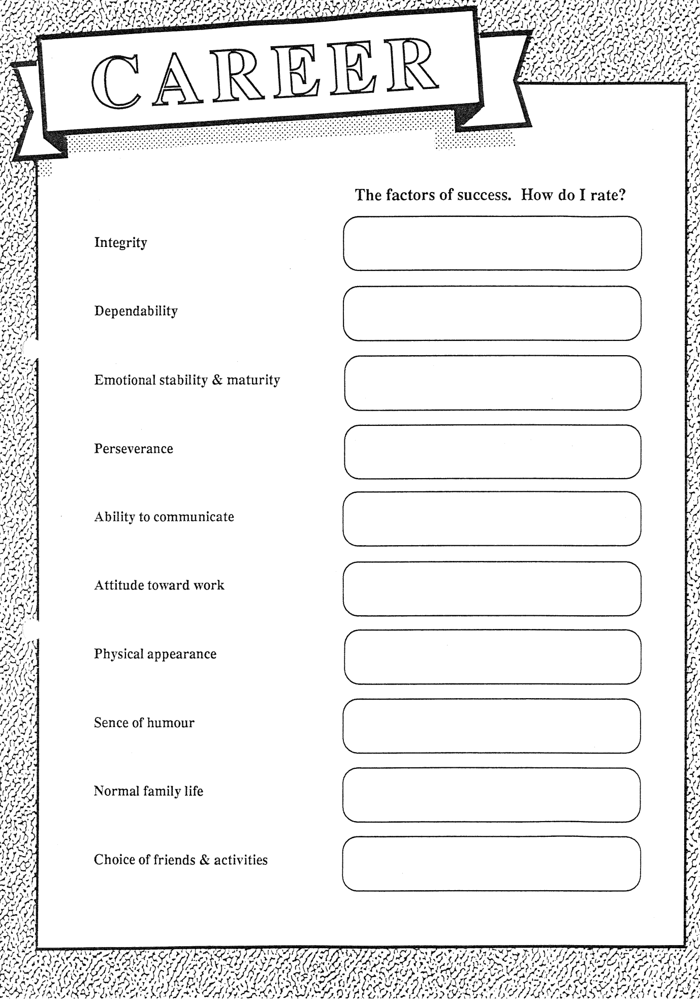 CAREER
The factors of success. How do I rate?
Integrity
Dependability
Emotional stability & maturity
Perseverance
Ability to communicate
Attitude toward work
Physical appearance
Sence of humour
Normal family life
Choice of friends & activities